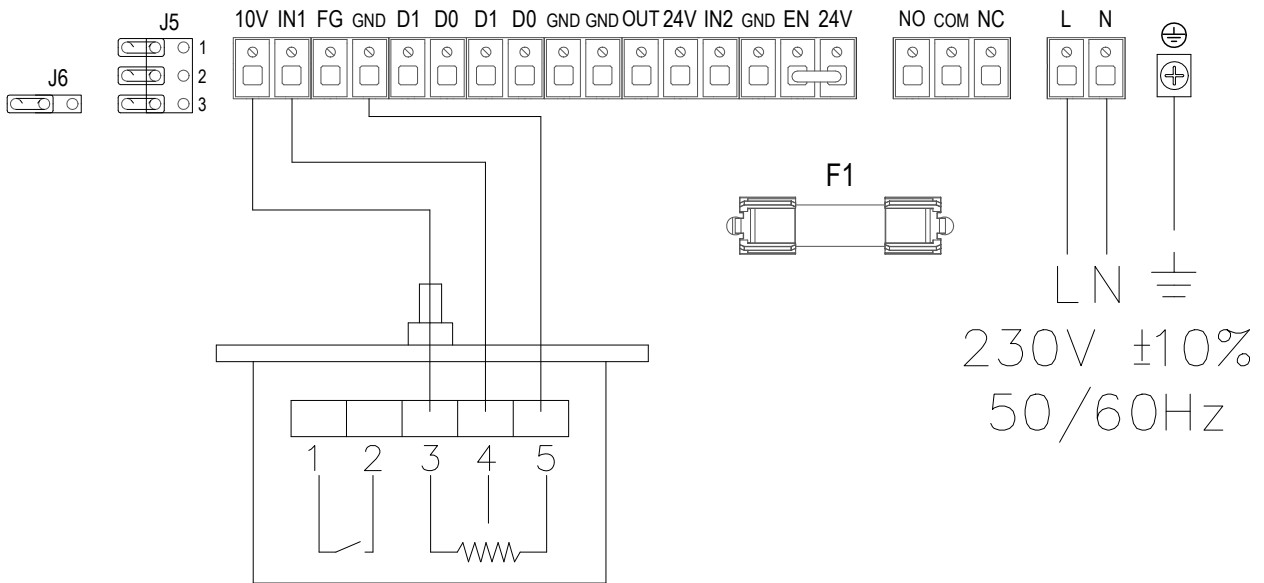 J5
10V IN1 FG GND D1 D0 D1 D0 GND GND OUT 24V IN2 GND EN 24V
NO COM NC
L N
1
2
3
J6
F1
L N
230V ±10%
50/60Hz
1 2 3 4 5